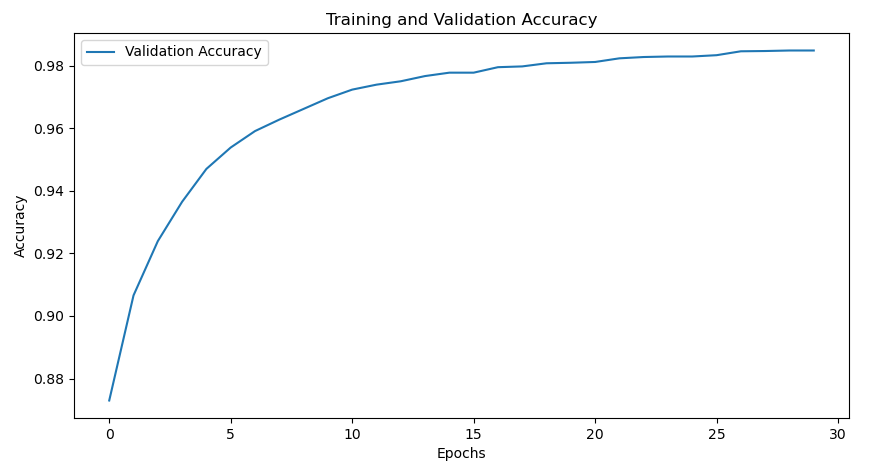 Training and Validation Accuracy
Validation Accuracy
0.98
0.96
0.94
0.92
0.90
0.88
Accuracy
0 5 10 15 20 25 30
Epochs